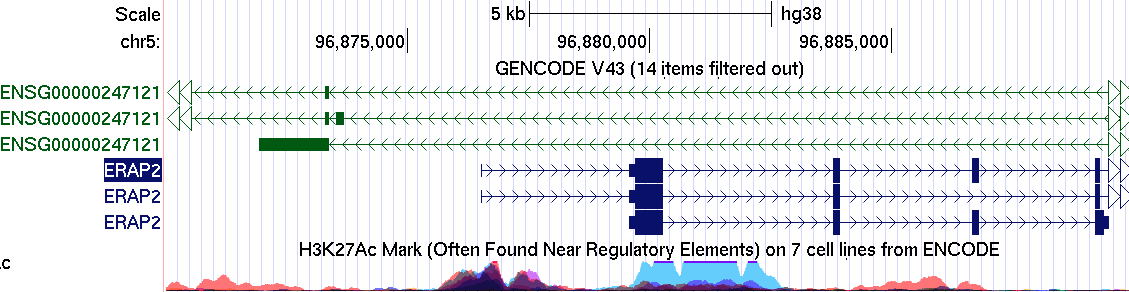 Scale 5 kb hg38
chr5: 96,875,000 96,880,000 96,885,000
GENCODE V43 (14 items filtered out)
ENSG00000247121
ENSG00000247121
ENSG00000247121
ERAP2
ERAP2
ERAP2
H3K27Ac Mark (Often Found Near Regulatory Elements) on 7 cell lines from ENCODE
c